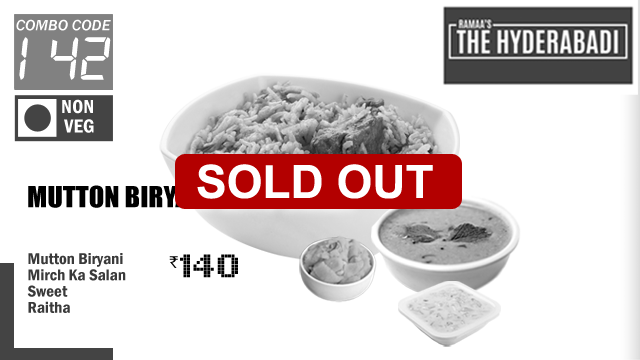 COMBO CODE
142
NON
VEG
RAMAA'S
THE HYDERABADI
SOLD OUT
MUTTON BIRY
Mutton Biryani
Mirch Ka Salan
Sweet
Raitha
₹140